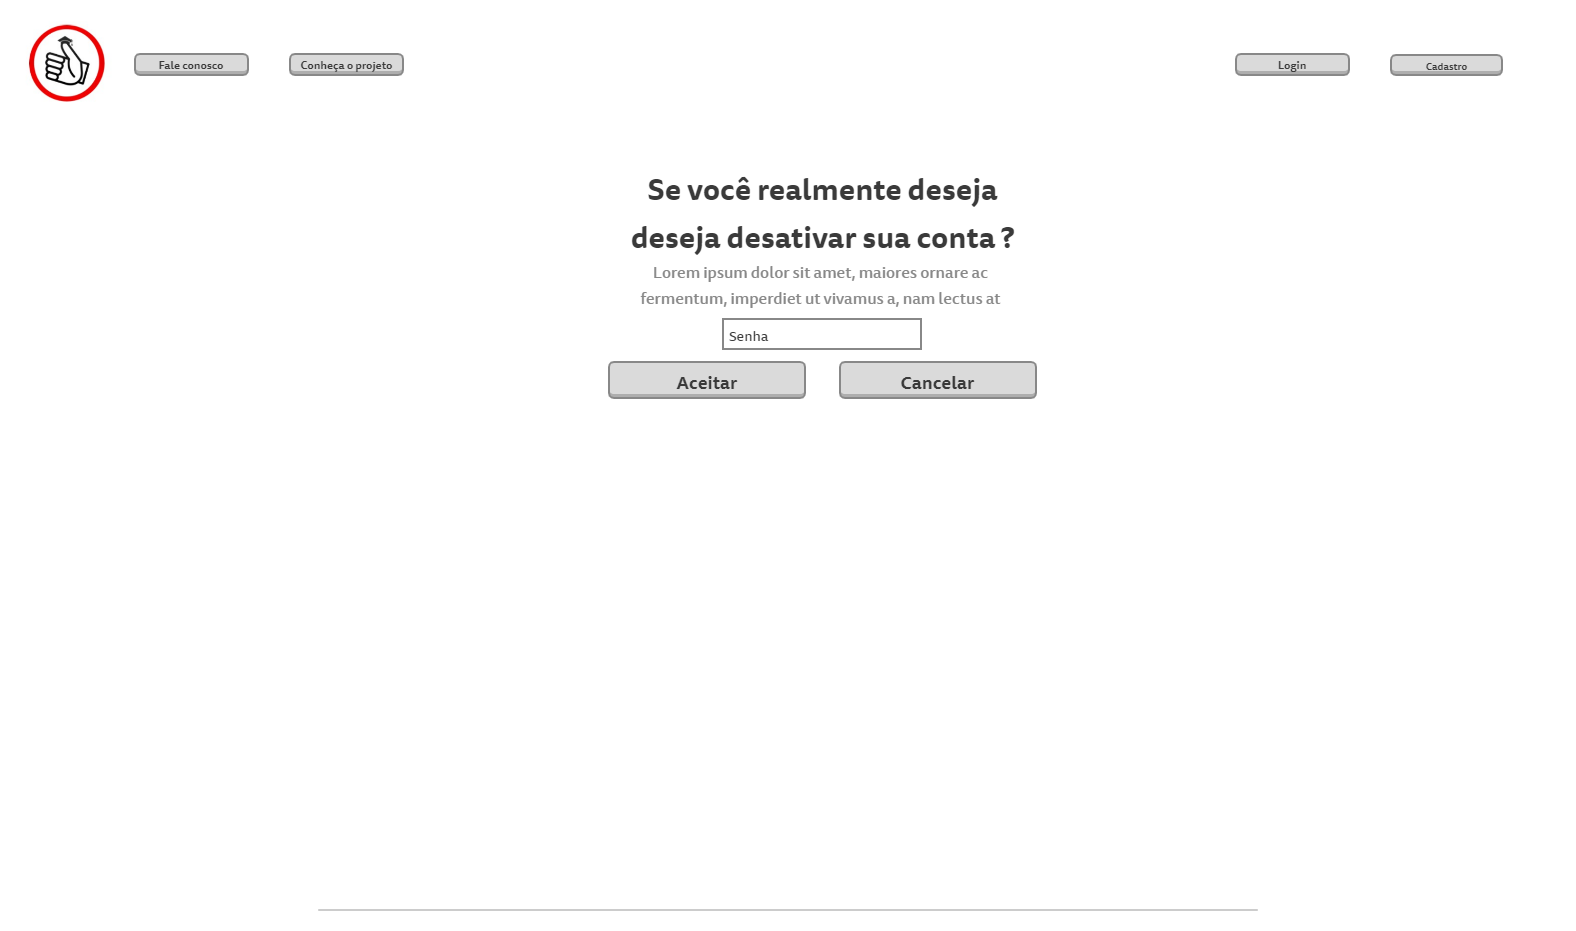 Fale conosco
Conheça o projeto
Login
Cadastro
Se você realmente deseja
deseja desativar sua conta ?
Lorem ipsum dolor sit amet, maiores ornare ac
fermentum, imperdiet ut vivamus a, nam lectus at
Senha
Aceitar
Cancelar